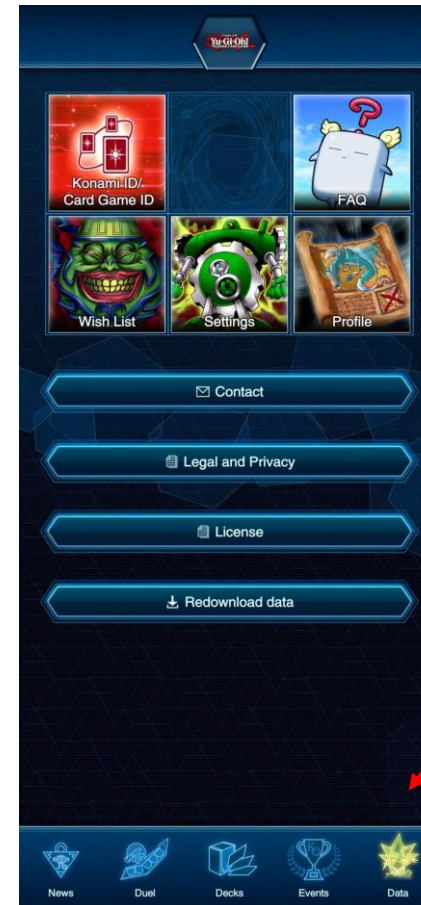 Yu-Gi-Oh!
Konami ID/
Card Game ID
FAQ
Wish List
Settings
Profile
Contact
Legal and Privacy
License
Redownload data
News
Duel
Decks
Events
Data